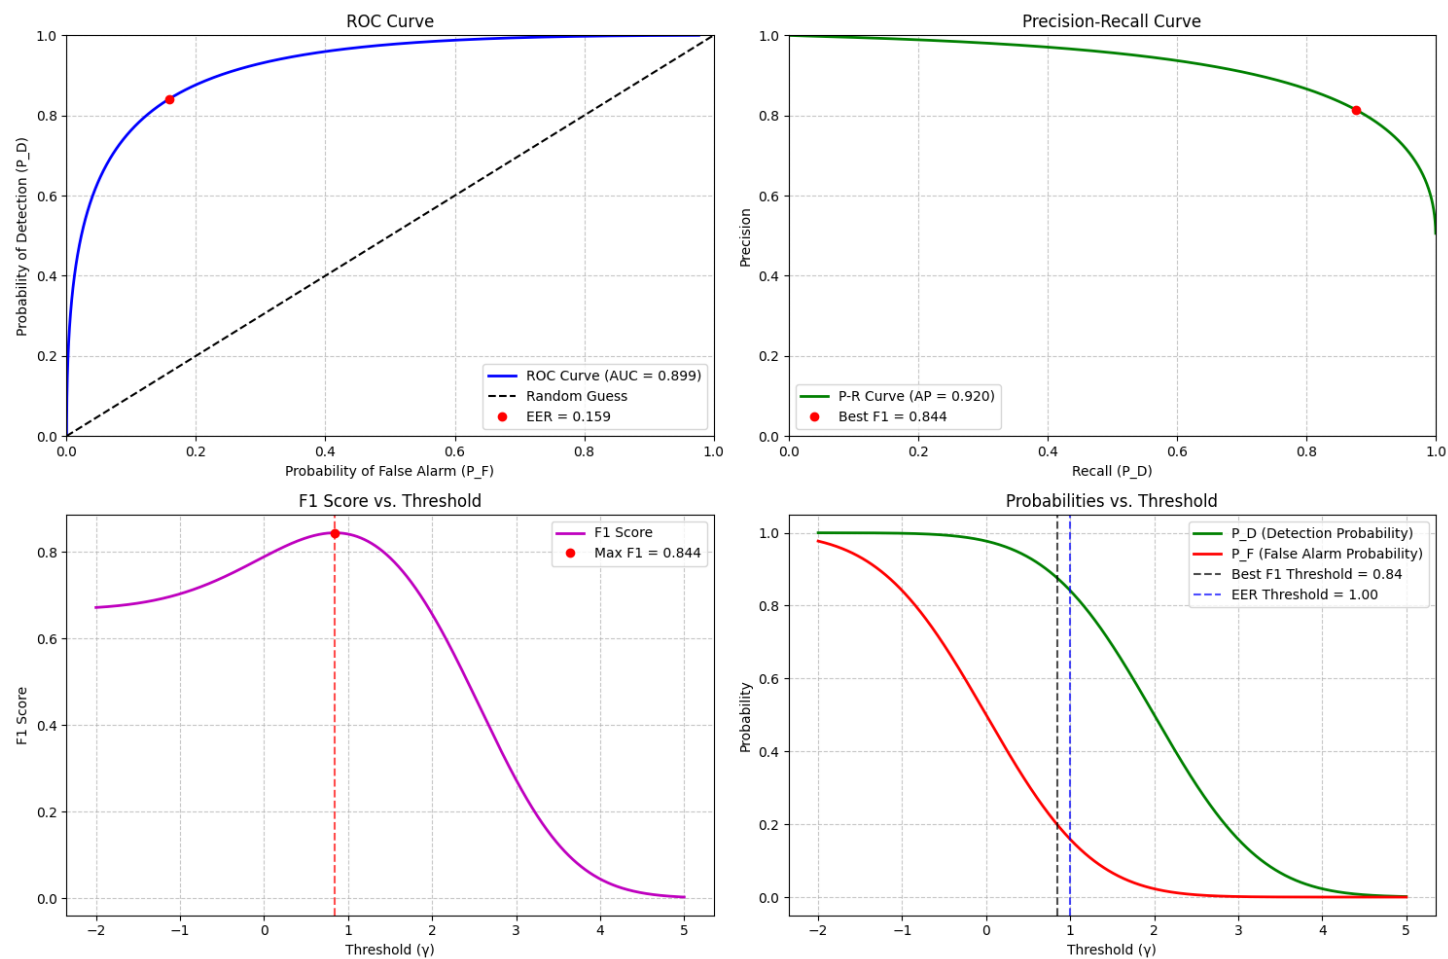 ROC Curve
1.0
0.8
0.6
0.4
0.2
0.0
Probability of Detection (P_D)
ROC Curve (AUC = 0.899)
Random Guess
EER = 0.159
0.0 0.2 0.4 0.6 0.8 1.0
Probability of False Alarm (P_F)
Precision-Recall Curve
1.0
0.8
0.6
0.4
0.2
0.0
Precision
P-R Curve (AP = 0.920)
Best F1 = 0.844
0.0 0.2 0.4 0.6 0.8 1.0
Recall (P_D)
F1 Score vs. Threshold
0.8
0.6
0.4
0.2
0.0
F1 Score
F1 Score
Max F1 = 0.844
−2 −1 0 1 2 3 4 5
Threshold (γ)
Probabilities vs. Threshold
1.0
0.8
0.6
0.4
0.2
0.0
Probability
P_D (Detection Probability)
P_F (False Alarm Probability)
Best F1 Threshold = 0.84
EER Threshold = 1.00
−2 −1 0 1 2 3 4 5
Threshold (γ)